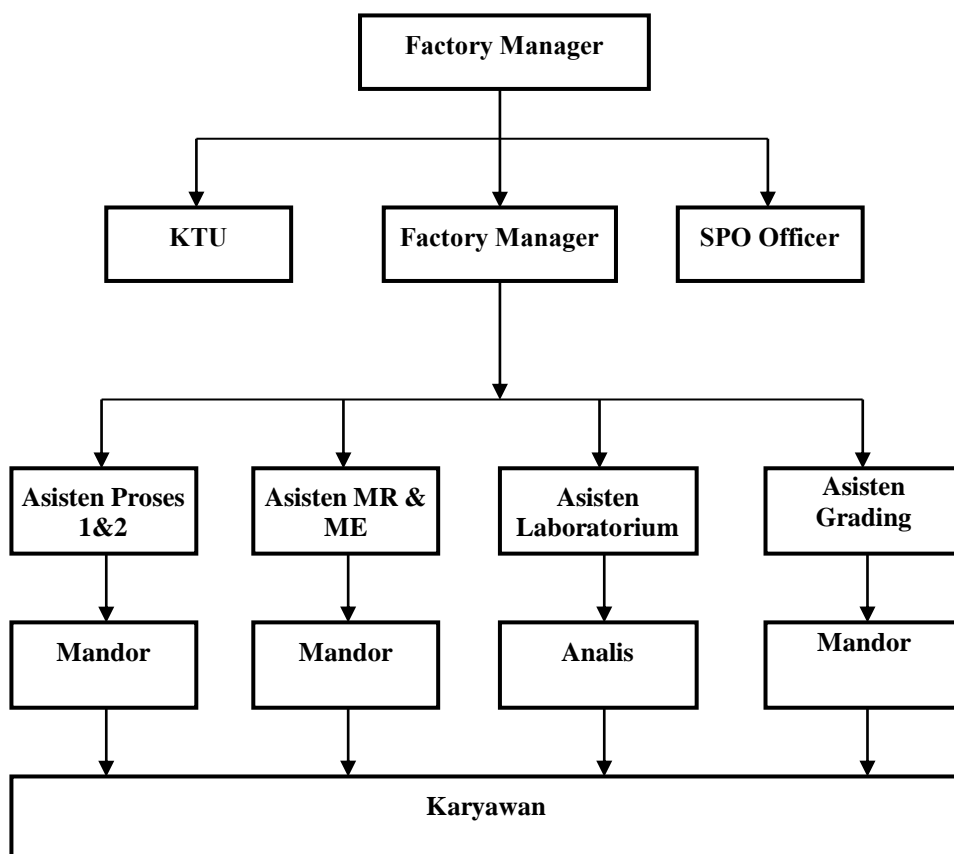 Factory Manager
KTU
Factory Manager
SPO Officer
Asisten Proses
1&2
Asisten MR &
ME
Asisten
Laboratorium
Asisten
Grading
Mandor
Mandor
Analis
Mandor
Karyawan